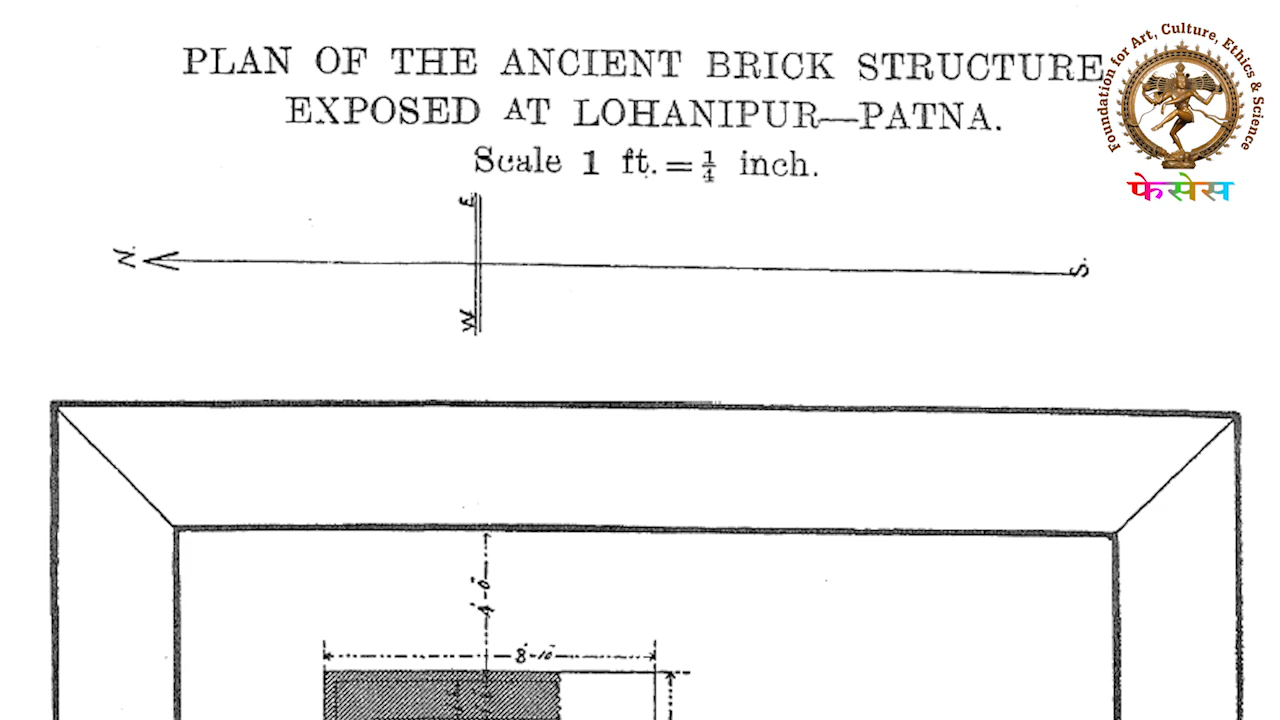 PLAN OF THE ANCIENT BRICK STRUCTURE
EXPOSED AT LOHANIPUR—PATNA.
Scale 1 ft. = ¼ inch.
Foundation for Art, Culture, Ethics & Science
फेसेस
E
N.
S.
W
4'-0"
8'-10"